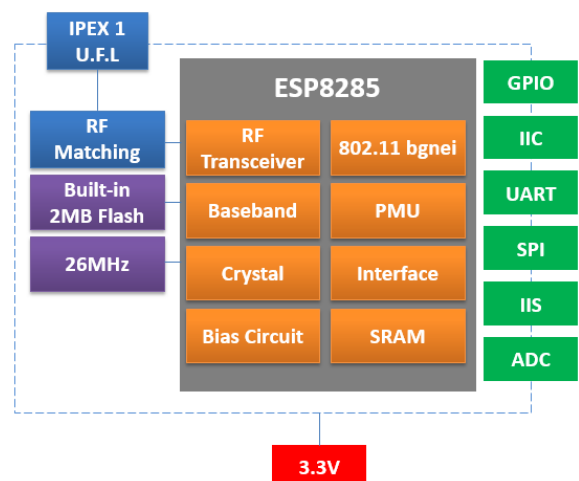 IPEX 1
U.F.L
RF
Matching
Built-in
2MB Flash
26MHz
ESP8285
RF
Transceiver
802.11 bgnei
Baseband
PMU
Crystal
Interface
Bias Circuit
SRAM
GPIO
IIC
UART
SPI
IIS
ADC
3.3V